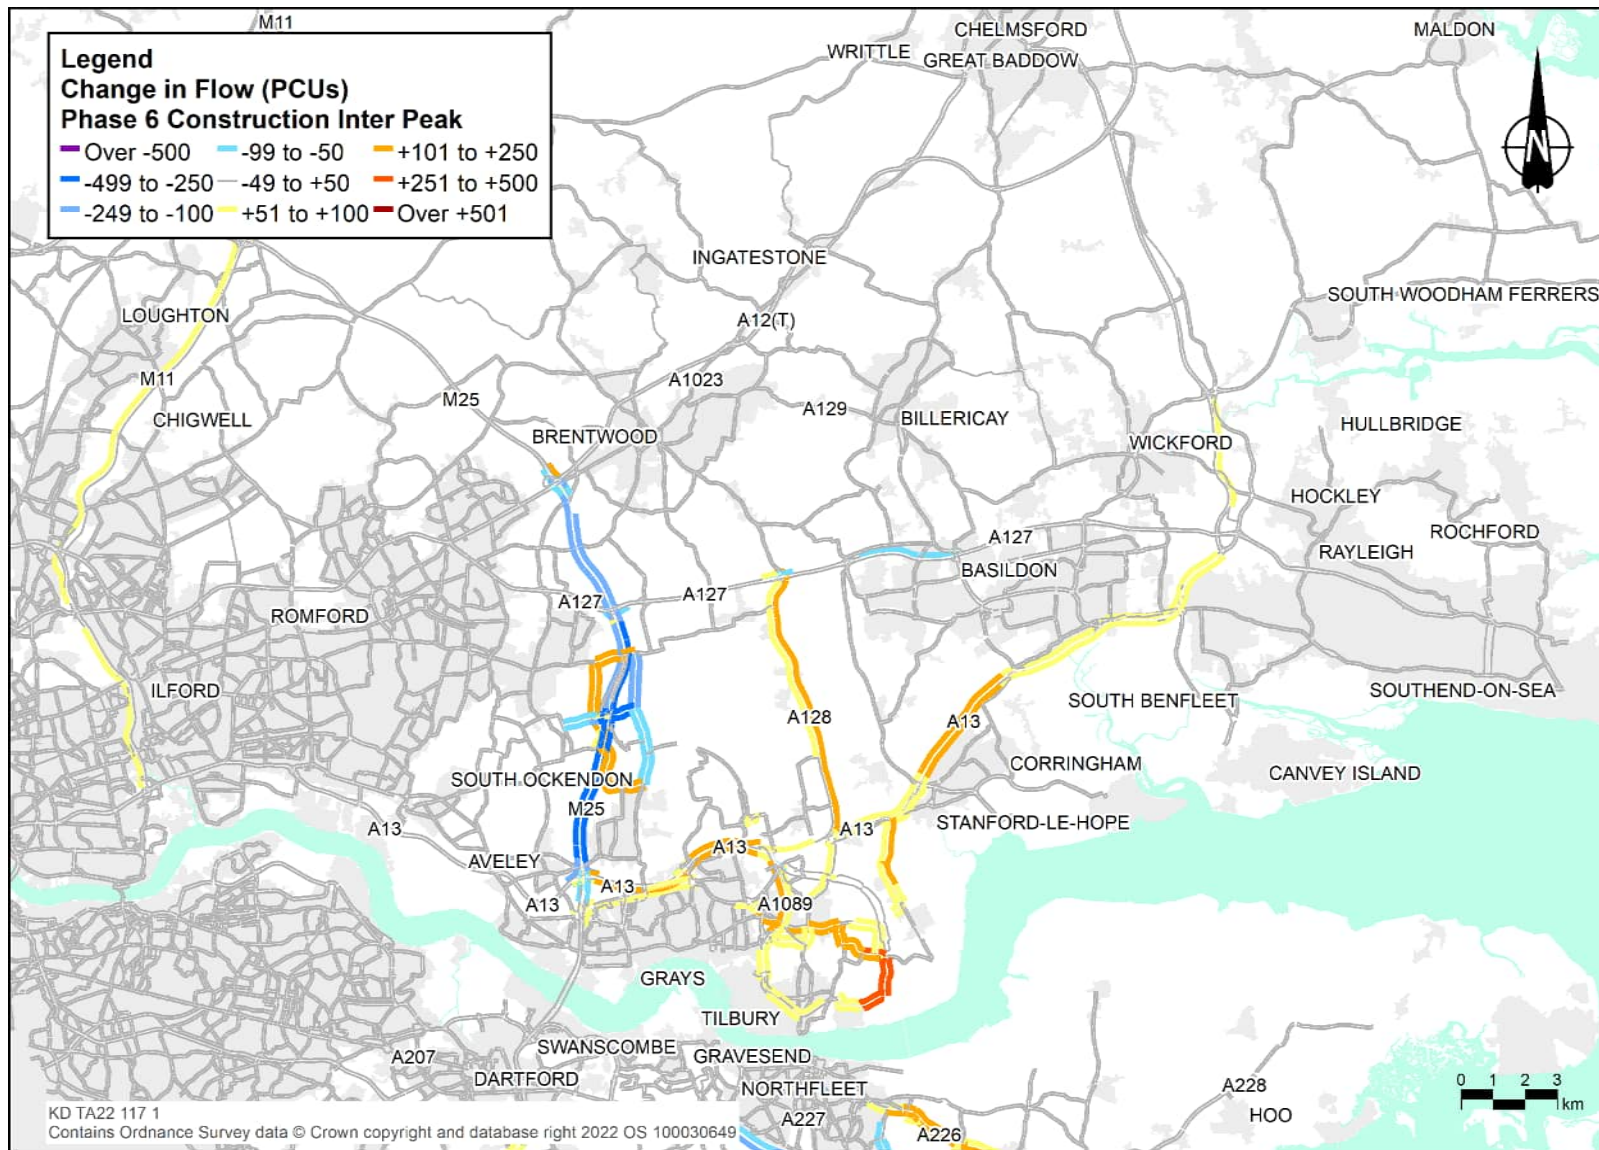 M11
CHELMSFORD
MALDON
WRITTLE
GREAT BADDOW
Legend
Change in Flow (PCUs)
Phase 6 Construction Inter Peak
Over -500 -99 to -50 +101 to +250
-499 to -250 -49 to +50 +251 to +500
-249 to -100 +51 to +100 Over +501
N
INGATESTONE
SOUTH WOODHAM FERRERS
LOUGHTON
A12(T)
M11
A1023
M25
A129
CHIGWELL
BILLERICAY
HULLBRIDGE
BRENTWOOD
WICKFORD
HOCKLEY
ROCHFORD
A127
RAYLEIGH
BASILDON
A127
A127
ROMFORD
ILFORD
SOUTHEND-ON-SEA
SOUTH BENFLEET
A128
A13
CORRINGHAM
CANVEY ISLAND
SOUTH OCKENDON
M25
STANFORD-LE-HOPE
A13
A13
A13
AVELEY
A13
A13
A1089
GRAYS
TILBURY
SWANSCOMBE
GRAVESEND
A207
DARTFORD
NORTHFLEET
A228
HOO
A227
A226
0 1 2 3
km
KD TA22 117 1
Contains Ordnance Survey data © Crown copyright and database right 2022 OS 100030649